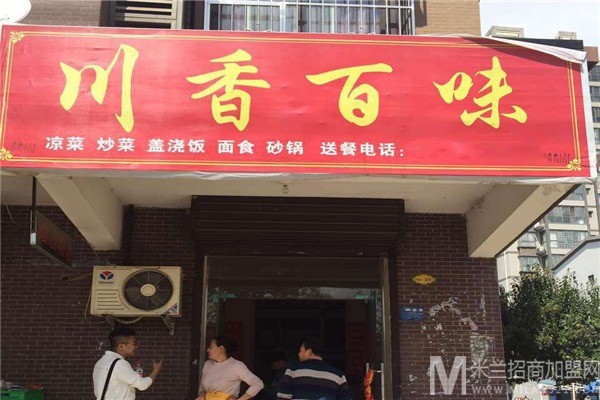 川香百味
凉菜 炒菜 盖浇饭 面食 砂锅 送餐电话:
米兰招商加盟网